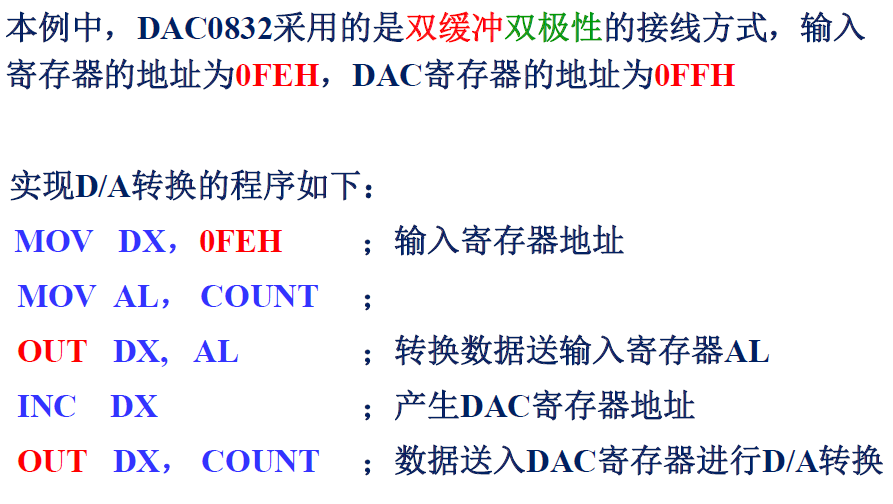 本例中，DAC0832采用的是双缓冲双极性的接线方式，输入
寄存器的地址为0FEH，DAC寄存器的地址为0FFH
实现D/A转换的程序如下：
MOV DX，0FEH ；输入寄存器地址
MOV AL， COUNT ；
OUT DX, AL ；转换数据送输入寄存器AL
INC DX ；产生DAC寄存器地址
OUT DX， COUNT ；数据送入DAC寄存器进行D/A转换